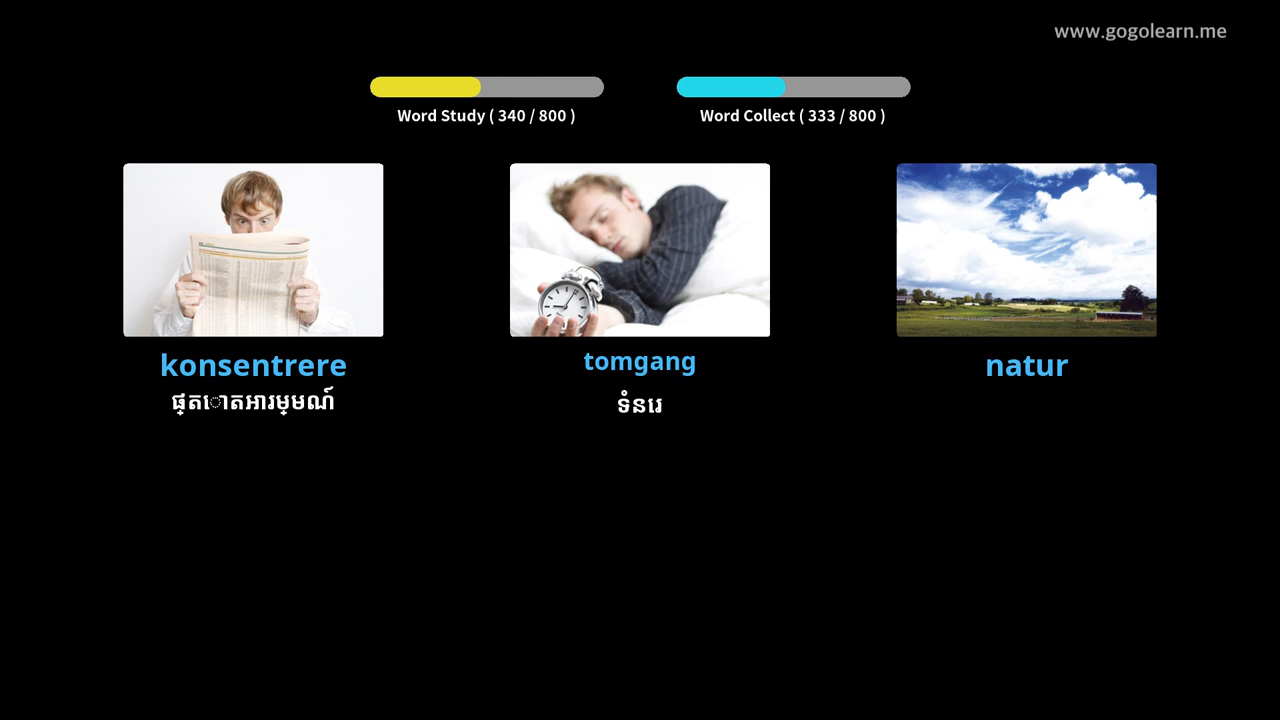 www.gogolearn.me
Word Study ( 340 / 800 )
Word Collect ( 333 / 800 )
konsentrere
tomgang
natur
ផ្តោតអារម្មណ៍
ទំនរេ